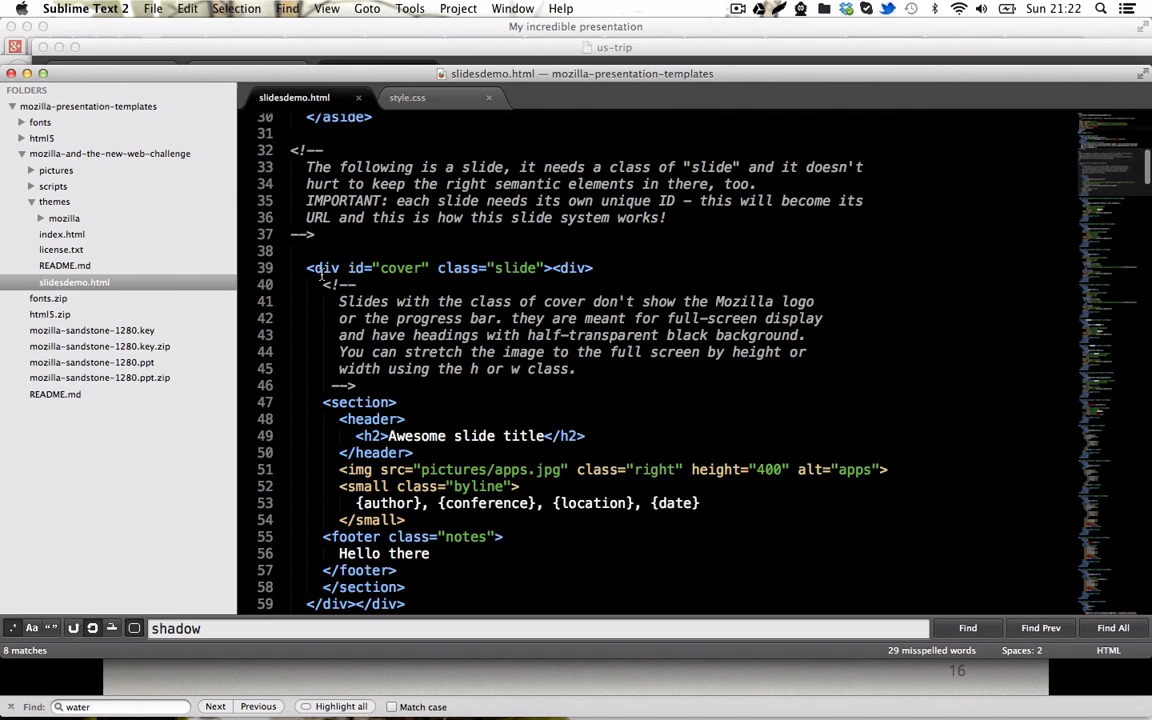 Sublime Text 2 File Edit Selection Find View Goto Tools Project Window Help Sun 21:22
My incredible presentation
us-trip
slidesdemo.html — mozilla-presentation-templates
FOLDERS
mozilla-presentation-templates
fonts
html5
mozilla-and-the-new-web-challenge
pictures
scripts
themes
mozilla
index.html
license.txt
README.md
slidesdemo.html
fonts.zip
html5.zip
mozilla-sandstone-1280.key
mozilla-sandstone-1280.key.zip
mozilla-sandstone-1280.ppt
mozilla-sandstone-1280.ppt.zip
README.md
slidesdemo.html style.css
30 </aside>
31
32 <!--
33 The following is a slide, it needs a class of "slide" and it doesn't
34 hurt to keep the right semantic elements in there, too.
35 IMPORTANT: each slide needs its own unique ID - this will become its
36 URL and this is how this slide system works!
37 -->
38
39 <div id="cover" class="slide"><div>
40 <!--
41 Slides with the class of cover don't show the Mozilla logo
42 or the progress bar. they are meant for full-screen display
43 and have headings with half-transparent black background.
44 You can stretch the image to the full screen by height or
45 width using the h or w class.
46 -->
47 <section>
48 <header>
49 <h2>Awesome slide title</h2>
50 </header>
51 <img src="pictures/apps.jpg" class="right" height="400" alt="apps">
52 <small class="byline">
53 {author}, {conference}, {location}, {date}
54 </small>
55 <footer class="notes">
56 Hello there
57 </footer>
58 </section>
59 </div></div>
.* Aa “” shadow Find Find Prev Find All
8 matches 29 misspelled words Spaces: 2 HTML
16
Find: water Next Previous Highlight all Match case